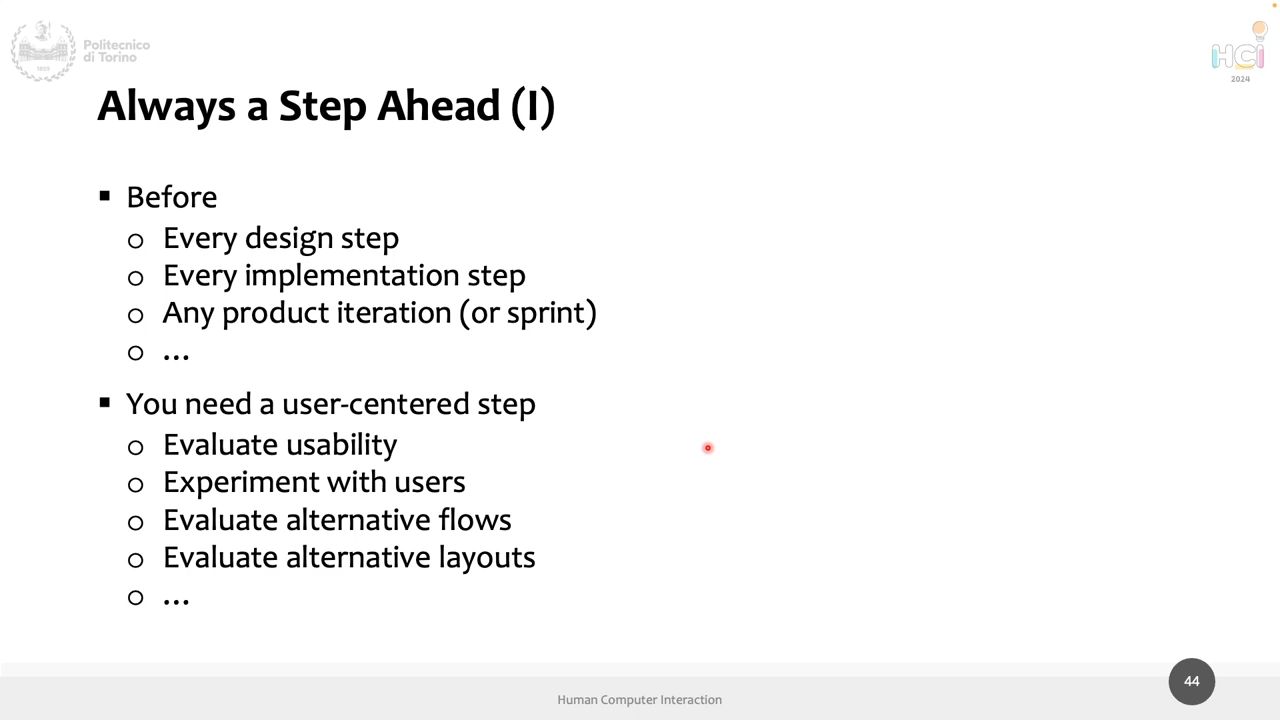 Politecnico
di Torino
1859
HCI
2024
Always a Step Ahead (I)
▪ Before
o Every design step
o Every implementation step
o Any product iteration (or sprint)
o ...
▪ You need a user-centered step
o Evaluate usability
o Experiment with users
o Evaluate alternative flows
o Evaluate alternative layouts
o ...
Human Computer Interaction
44